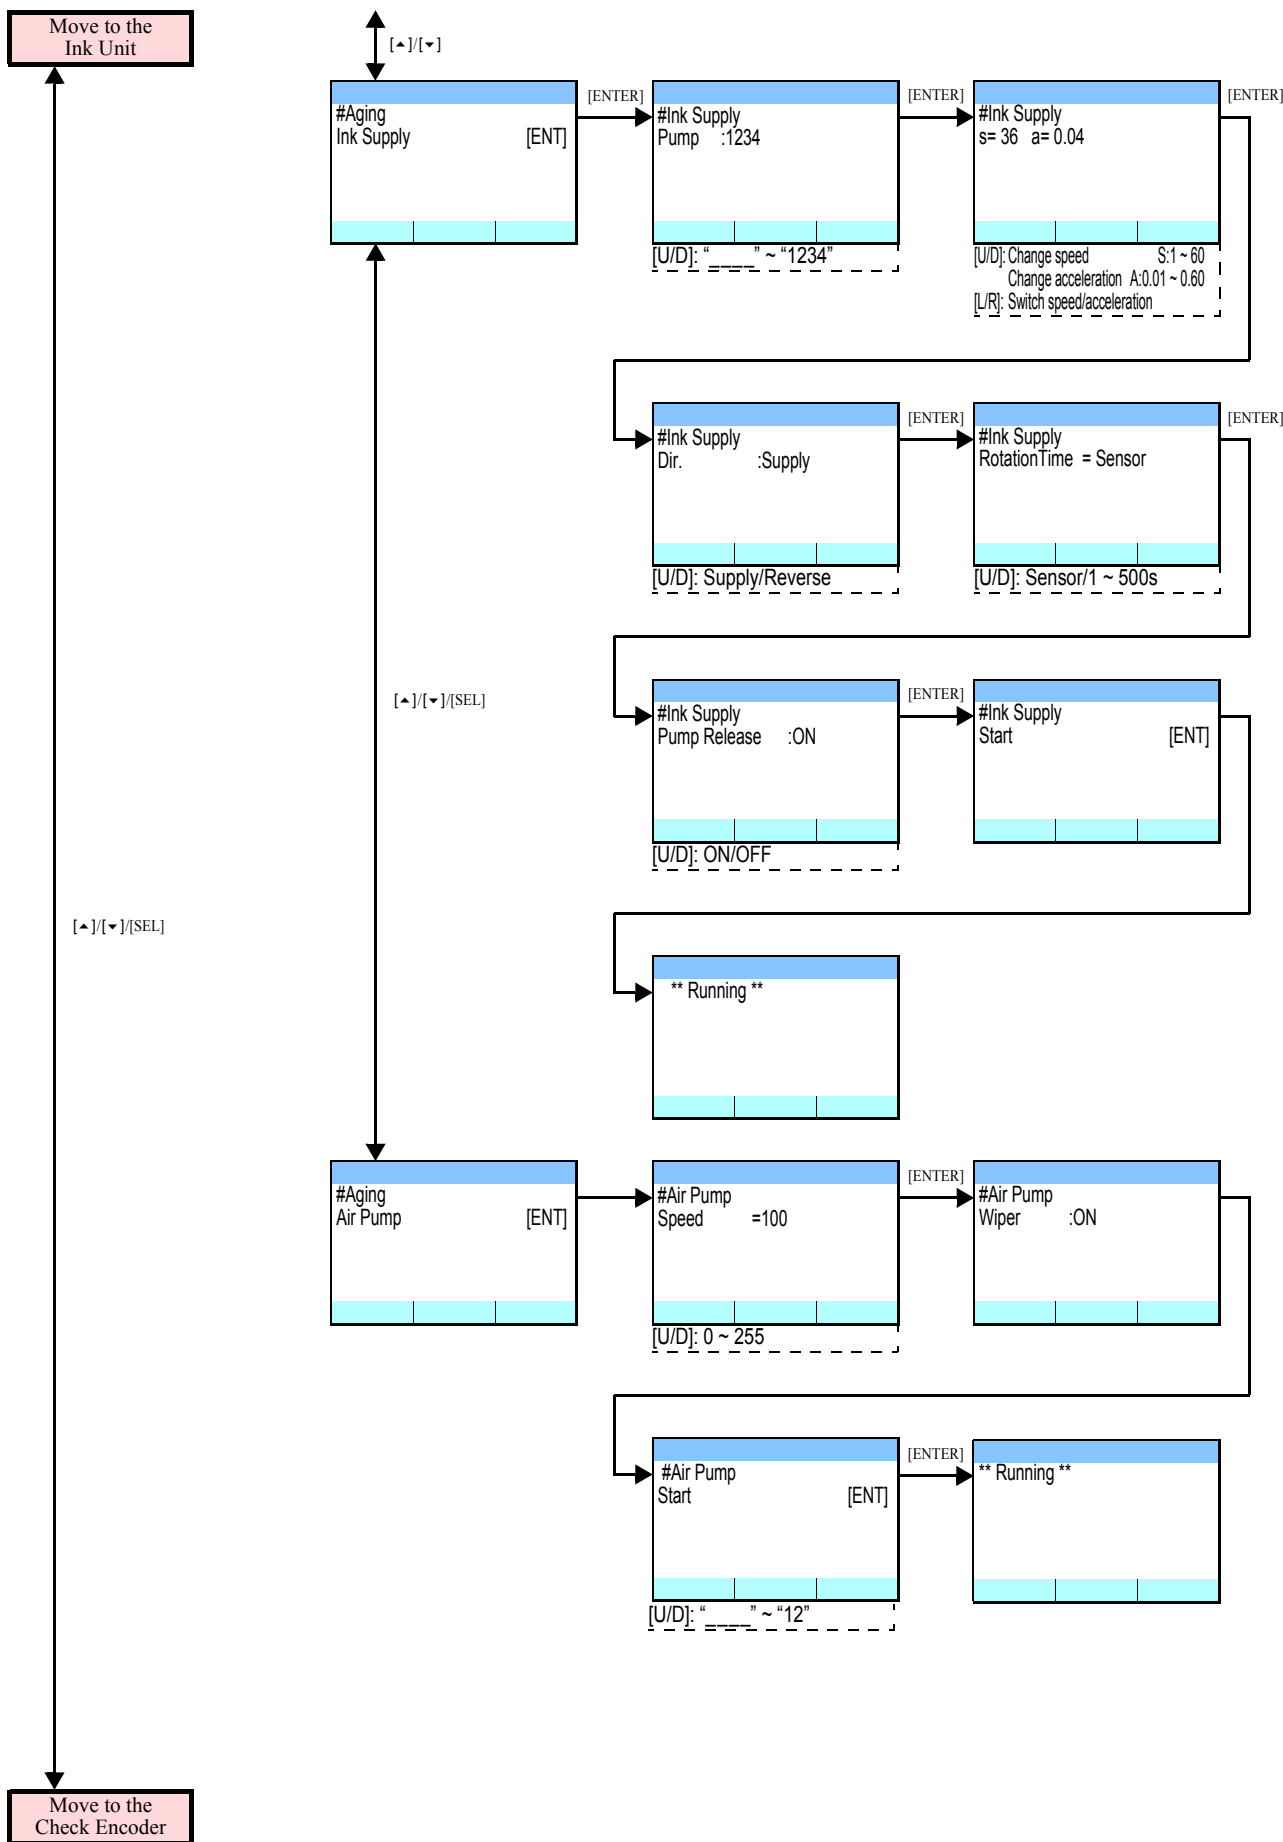 Move to the
Ink Unit
[▲]/[▼]
#Aging
Ink Supply [ENT]
[ENTER]
#Ink Supply
Pump :1234
[U/D]: “____” ~ “1234”
[ENTER]
#Ink Supply
s= 36 a= 0.04
[U/D]: Change speed S:1 ~ 60
Change acceleration A:0.01 ~ 0.60
[L/R]: Switch speed/acceleration
[ENTER]
#Ink Supply
Dir. :Supply
[U/D]: Supply/Reverse
[ENTER]
#Ink Supply
RotationTime = Sensor
[U/D]: Sensor/1 ~ 500s
[ENTER]
[▲]/[▼]/[SEL]
#Ink Supply
Pump Release :ON
[U/D]: ON/OFF
[ENTER]
#Ink Supply
Start [ENT]
[▲]/[▼]/[SEL]
** Running **
#Aging
Air Pump [ENT]
#Air Pump
Speed =100
[U/D]: 0 ~ 255
[ENTER]
#Air Pump
Wiper :ON
#Air Pump
Start [ENT]
[U/D]: “____” ~ “12”
[ENTER]
** Running **
Move to the
Check Encoder